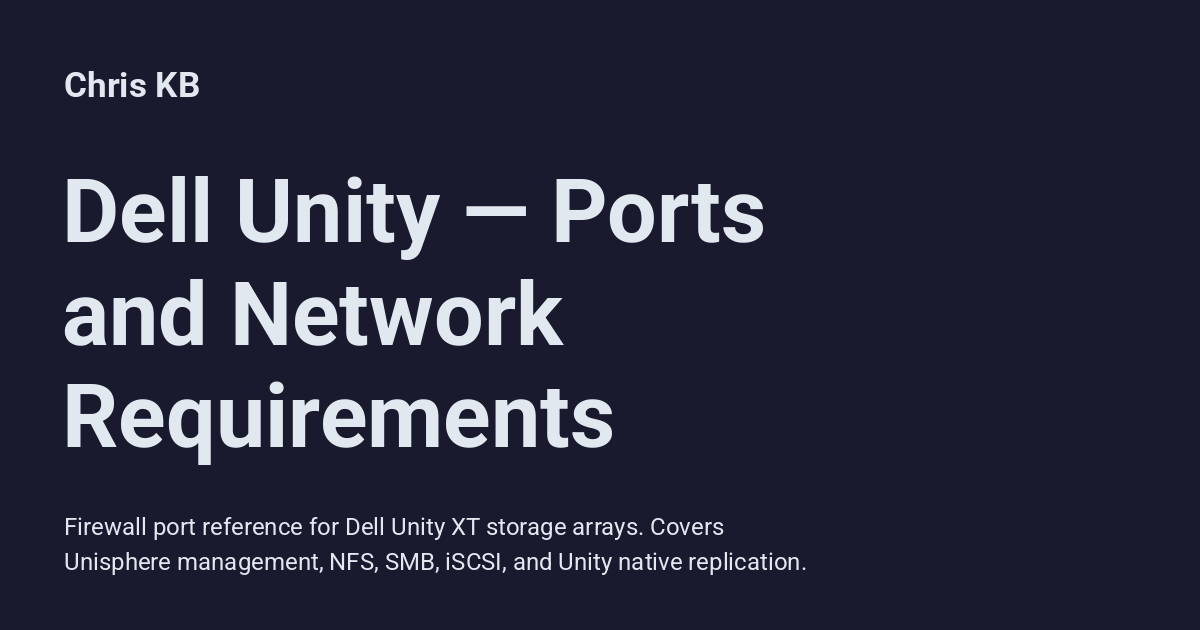 Chris KB
Dell Unity — Ports
and Network
Requirements
Firewall port reference for Dell Unity XT storage arrays. Covers
Unisphere management, NFS, SMB, iSCSI, and Unity native replication.